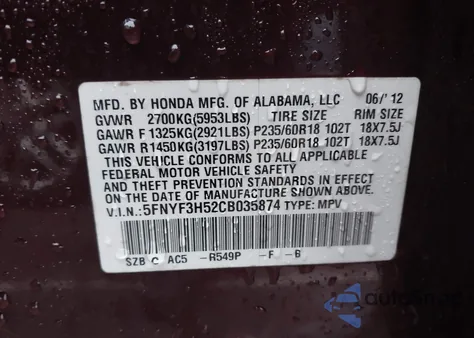 MFD. BY HONDA MFG. OF ALABAMA, LLC 06/'12
GVWR 2700KG(5953LBS) TIRE SIZE RIM SIZE
GAWR F 1325KG(2921LBS) P235/60R18 102T 18X7.5J
GAWR R1450KG(3197LBS) P235/60R18 102T 18X7.5J
THIS VEHICLE CONFORMS TO ALL APPLICABLE
FEDERAL MOTOR VEHICLE SAFETY
AND THEFT PREVENTION STANDARDS IN EFFECT
ON THE DATE OF MANUFACTURE SHOWN ABOVE.
V.I.N.: 5FNYF3H52CB035874 TYPE: MPV
SZB C AC5 -R549P -F -B